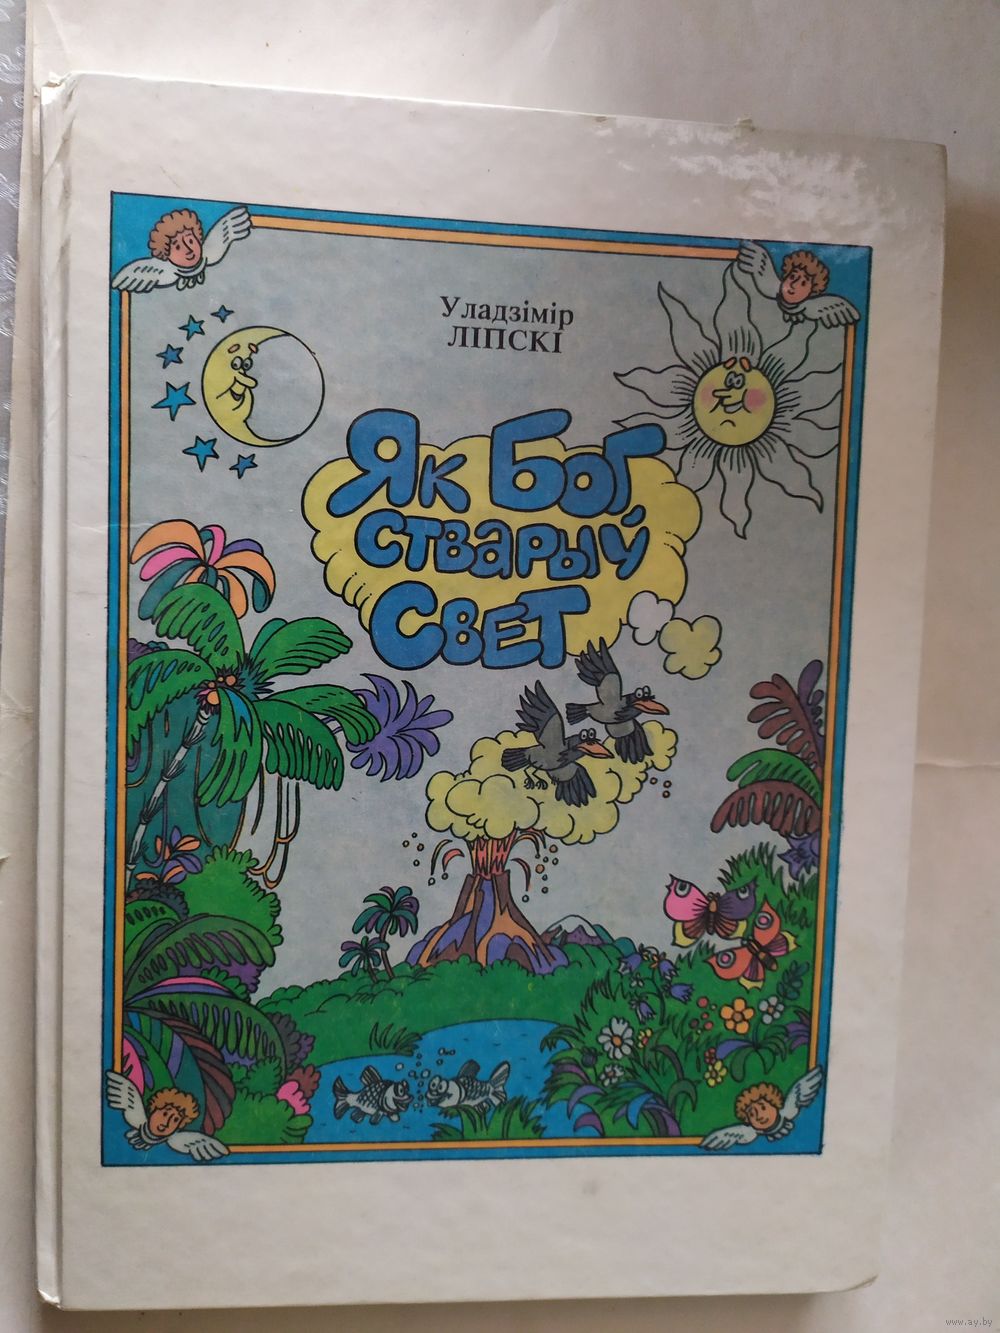 Уладзімір
ЛІПСКІ
Як Бог
стварыў
Свет
www.ay.by